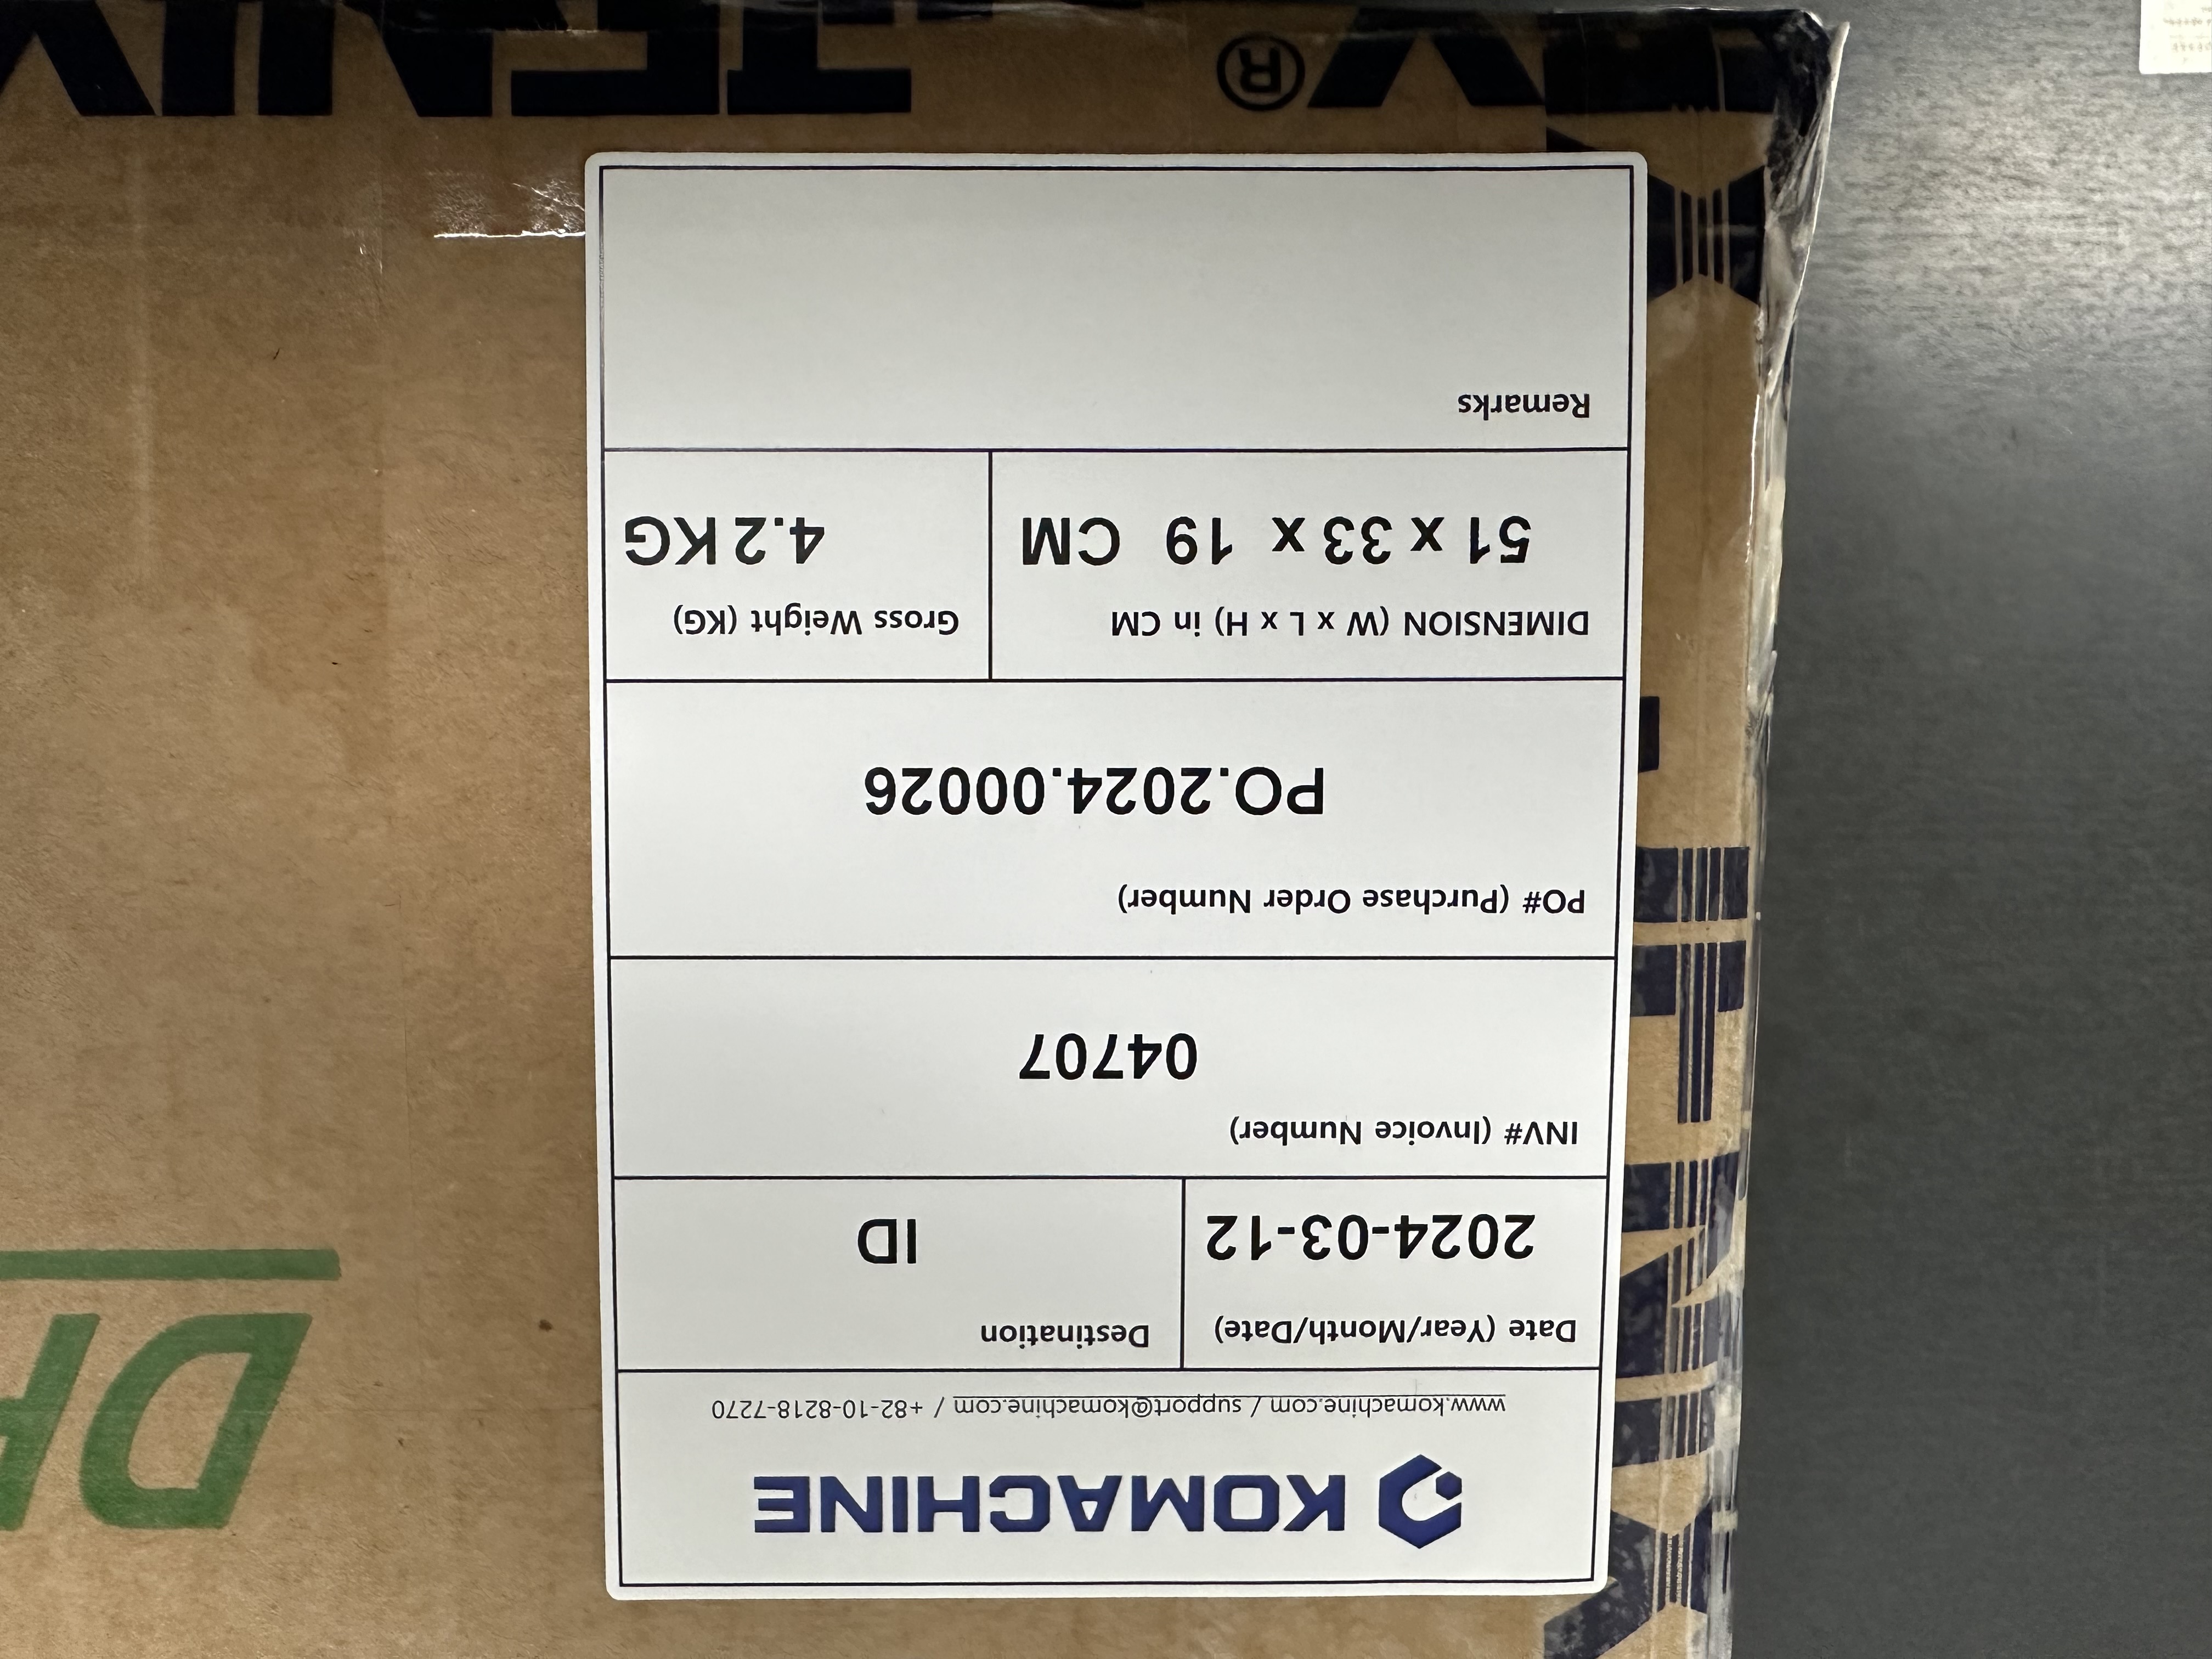 KOMACHINE
www.komachine.com / support@komachine.com / +82-10-8218-7270
Date (Year/Month/Date)
2024-03-12
Destination
ID
INV# (Invoice Number)
04707
PO# (Purchase Order Number)
PO.2024.00026
DIMENSION (W x L x H) in CM
51 x 33 x 19 CM
Gross Weight (KG)
4.2 KG
Remarks
®